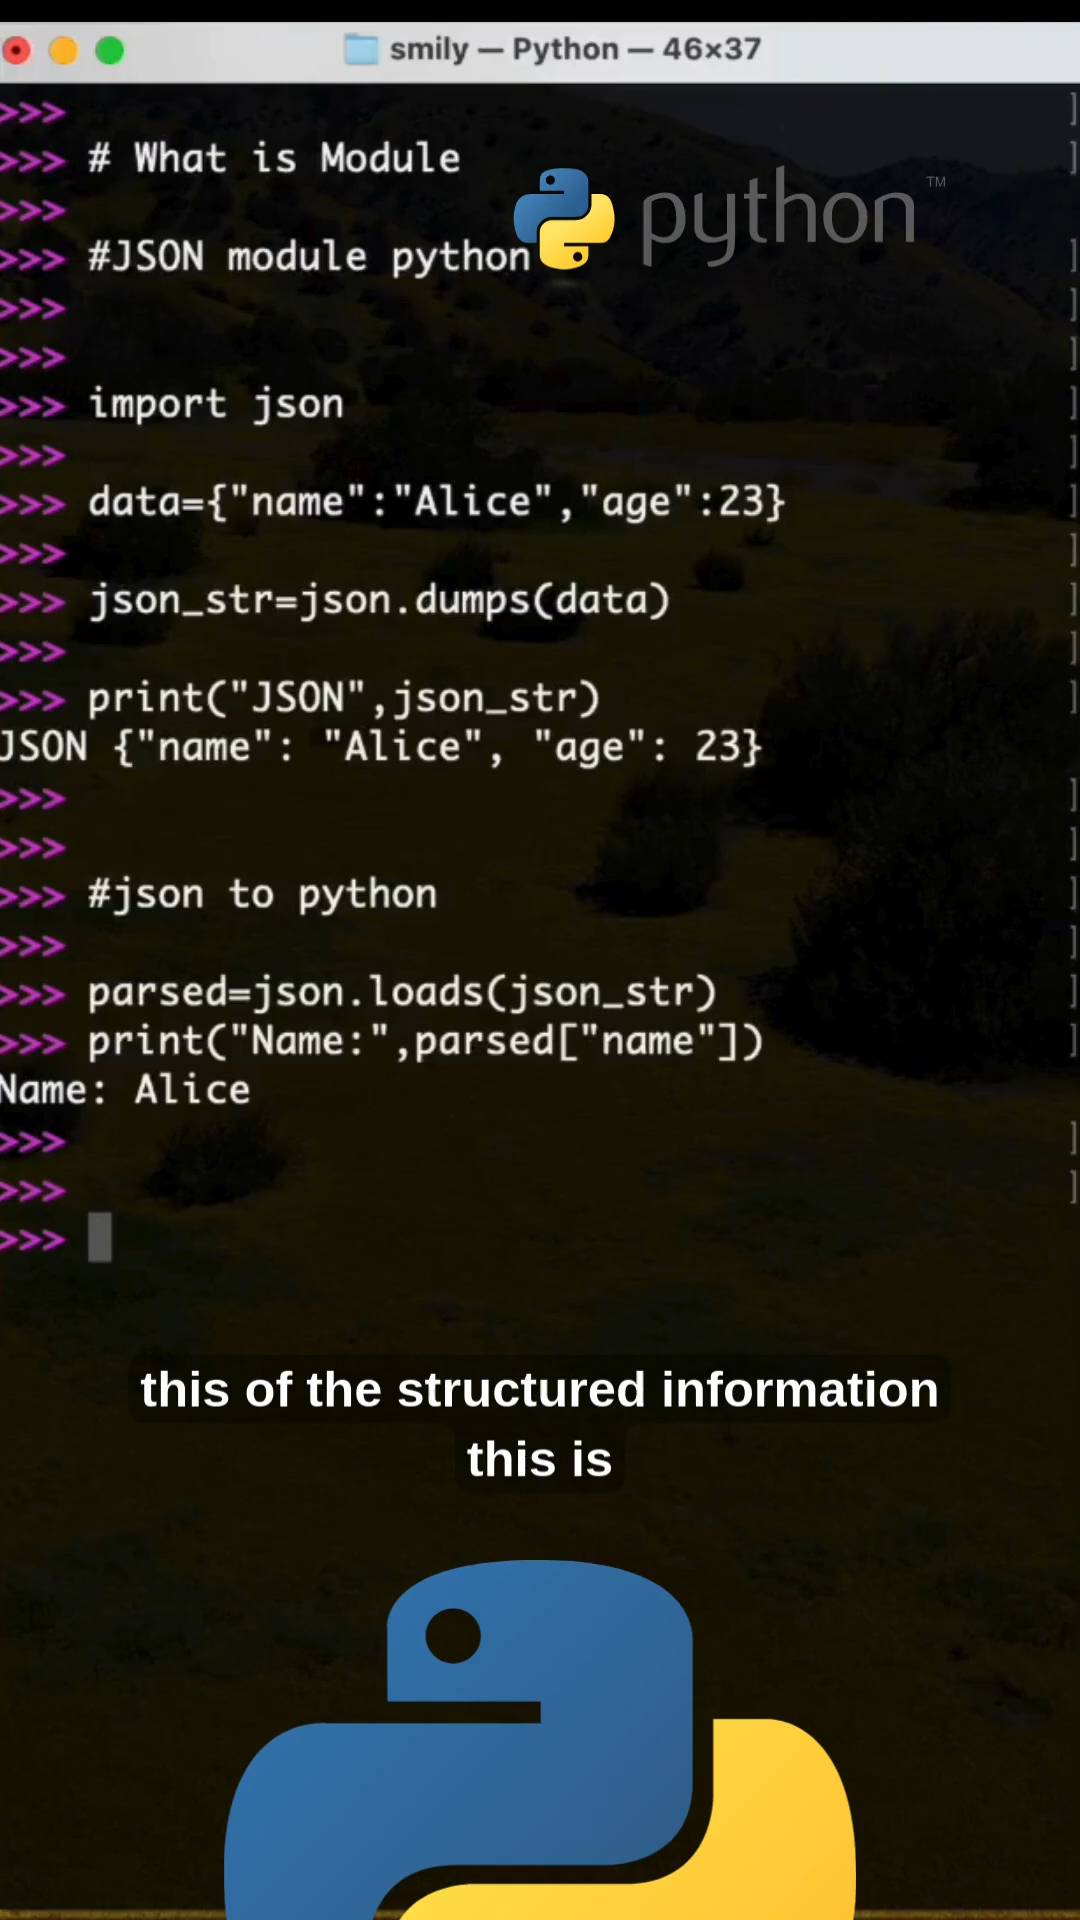 smily — Python — 46×37
>>>
>>> # What is Module
python™
>>>
>>> #JSON module python
>>>
>>>
>>> import json
>>>
>>> data={"name":"Alice","age":23}
>>>
>>> json_str=json.dumps(data)
>>>
>>> print("JSON",json_str)
JSON {"name": "Alice", "age": 23}
>>>
>>>
>>> #json to python
>>>
>>> parsed=json.loads(json_str)
>>> print("Name:",parsed["name"])
Name: Alice
>>>
>>>
>>>
this of the structured information
this is